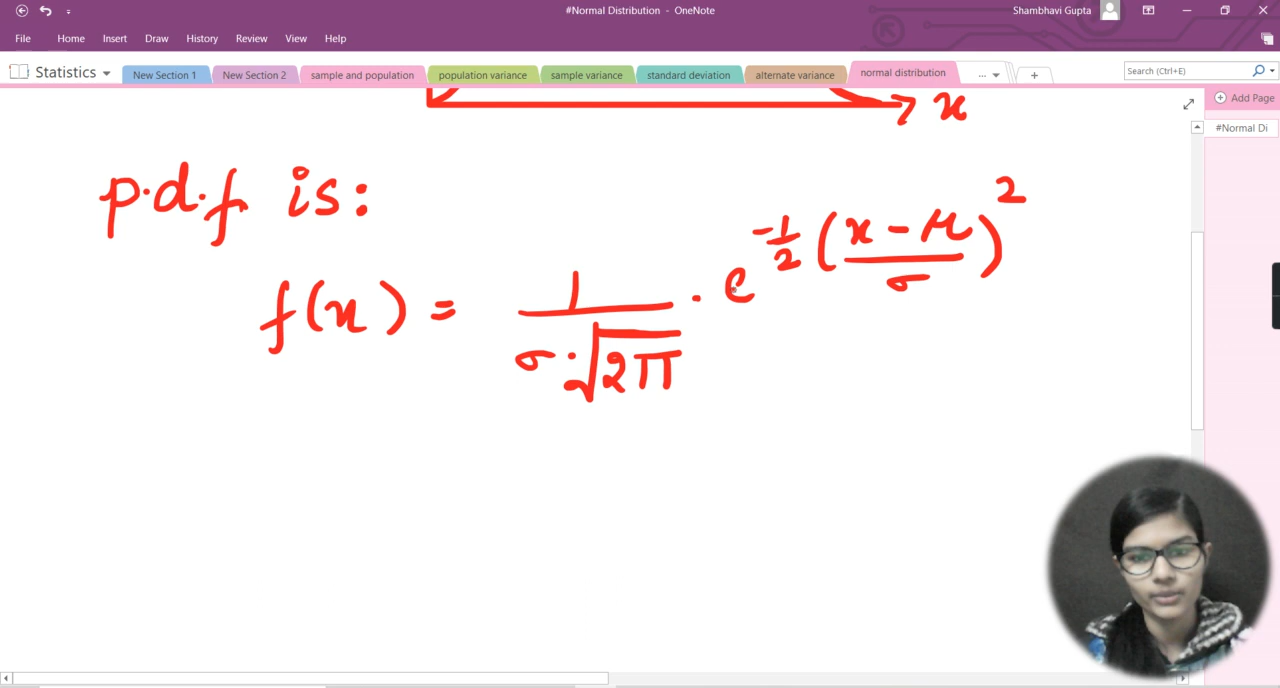 #Normal Distribution - OneNote
Shambhavi Gupta
File Home Insert Draw History Review View Help
Statistics
New Section 1 New Section 2 sample and population population variance sample variance standard deviation alternate variance normal distribution ... +
Search (Ctrl+E)
Add Page
#Normal Di
x
p.d.f is:
f(x) = 1/(σ·√2π) · e^(-1/2 ((x-μ)/σ)^2)